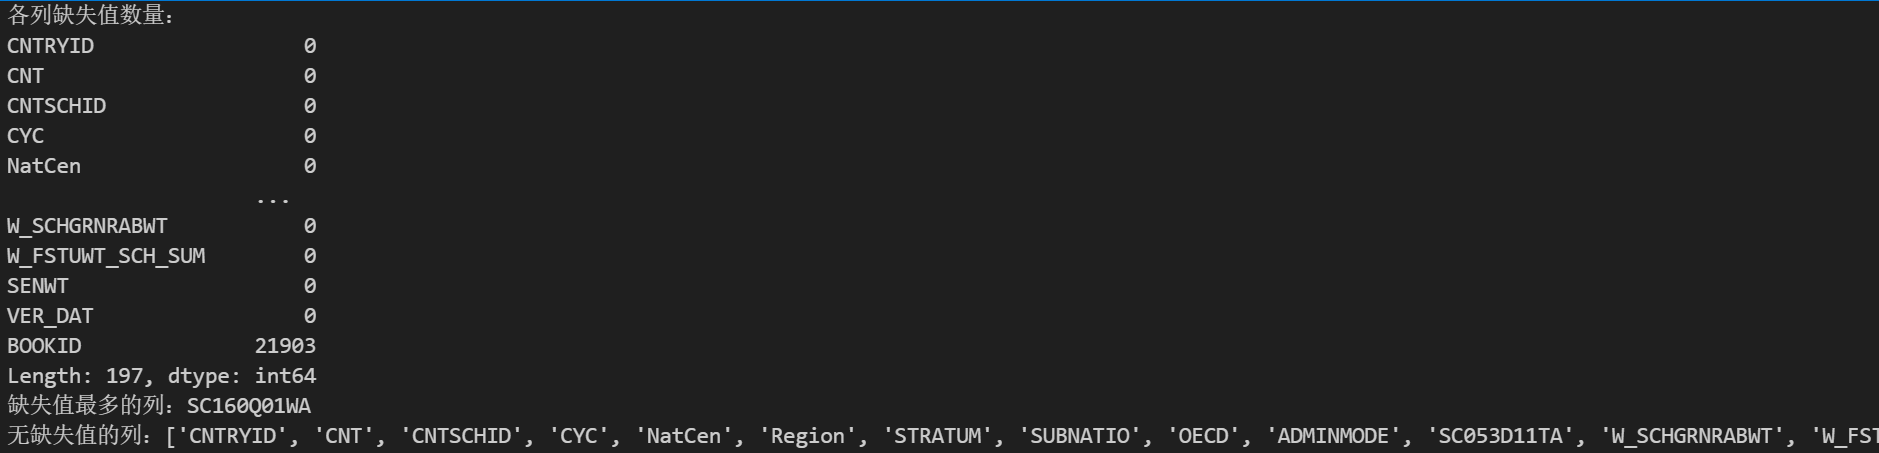 各列缺失值数量：
CNTRYID 0
CNT 0
CNTSCHID 0
CYC 0
NatCen 0
...
W_SCHGRNRABWT 0
W_FSTUWT_SCH_SUM 0
SENWT 0
VER_DAT 0
BOOKID 21903
Length: 197, dtype: int64
缺失值最多的列：SC160Q01WA
无缺失值的列：['CNTRYID', 'CNT', 'CNTSCHID', 'CYC', 'NatCen', 'Region', 'STRATUM', 'SUBNATIO', 'OECD', 'ADMINMODE', 'SC053D11TA', 'W_SCHGRNRABWT', 'W_FST